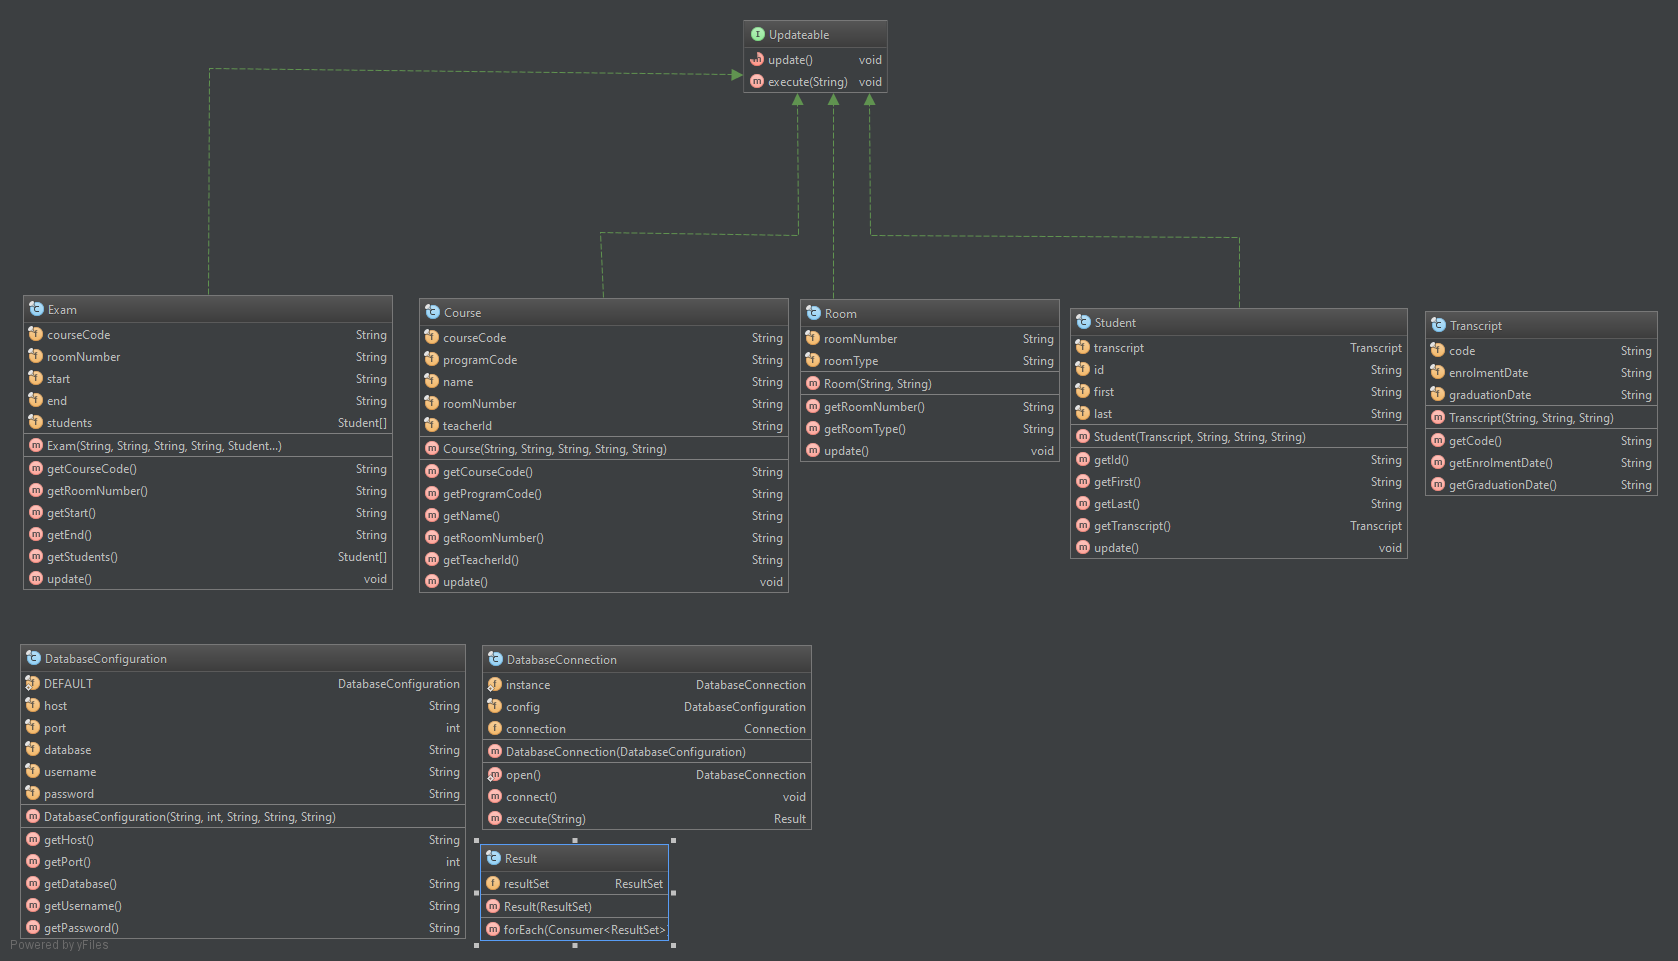 Updateable
update() void
execute(String) void
Exam
courseCode String
roomNumber String
start String
end String
students Student[]
Exam(String, String, String, String, Student...)
getCourseCode() String
getRoomNumber() String
getStart() String
getEnd() String
getStudents() Student[]
update() void
Course
courseCode String
programCode String
name String
roomNumber String
teacherId String
Course(String, String, String, String, String)
getCourseCode() String
getProgramCode() String
getName() String
getRoomNumber() String
getTeacherId() String
update() void
Room
roomNumber String
roomType String
Room(String, String)
getRoomNumber() String
getRoomType() String
update() void
Student
transcript Transcript
id String
first String
last String
Student(Transcript, String, String, String)
getId() String
getFirst() String
getLast() String
getTranscript() Transcript
update() void
Transcript
code String
enrolmentDate String
graduationDate String
Transcript(String, String, String)
getCode() String
getEnrolmentDate() String
getGraduationDate() String
DatabaseConfiguration
DEFAULT DatabaseConfiguration
host String
port int
database String
username String
password String
DatabaseConfiguration(String, int, String, String, String)
getHost() String
getPort() int
getDatabase() String
getUsername() String
getPassword() String
DatabaseConnection
instance DatabaseConnection
config DatabaseConfiguration
connection Connection
DatabaseConnection(DatabaseConfiguration)
open() DatabaseConnection
connect() void
execute(String) Result
Result
resultSet ResultSet
Result(ResultSet)
forEach(Consumer<ResultSet>
Powered by yFiles